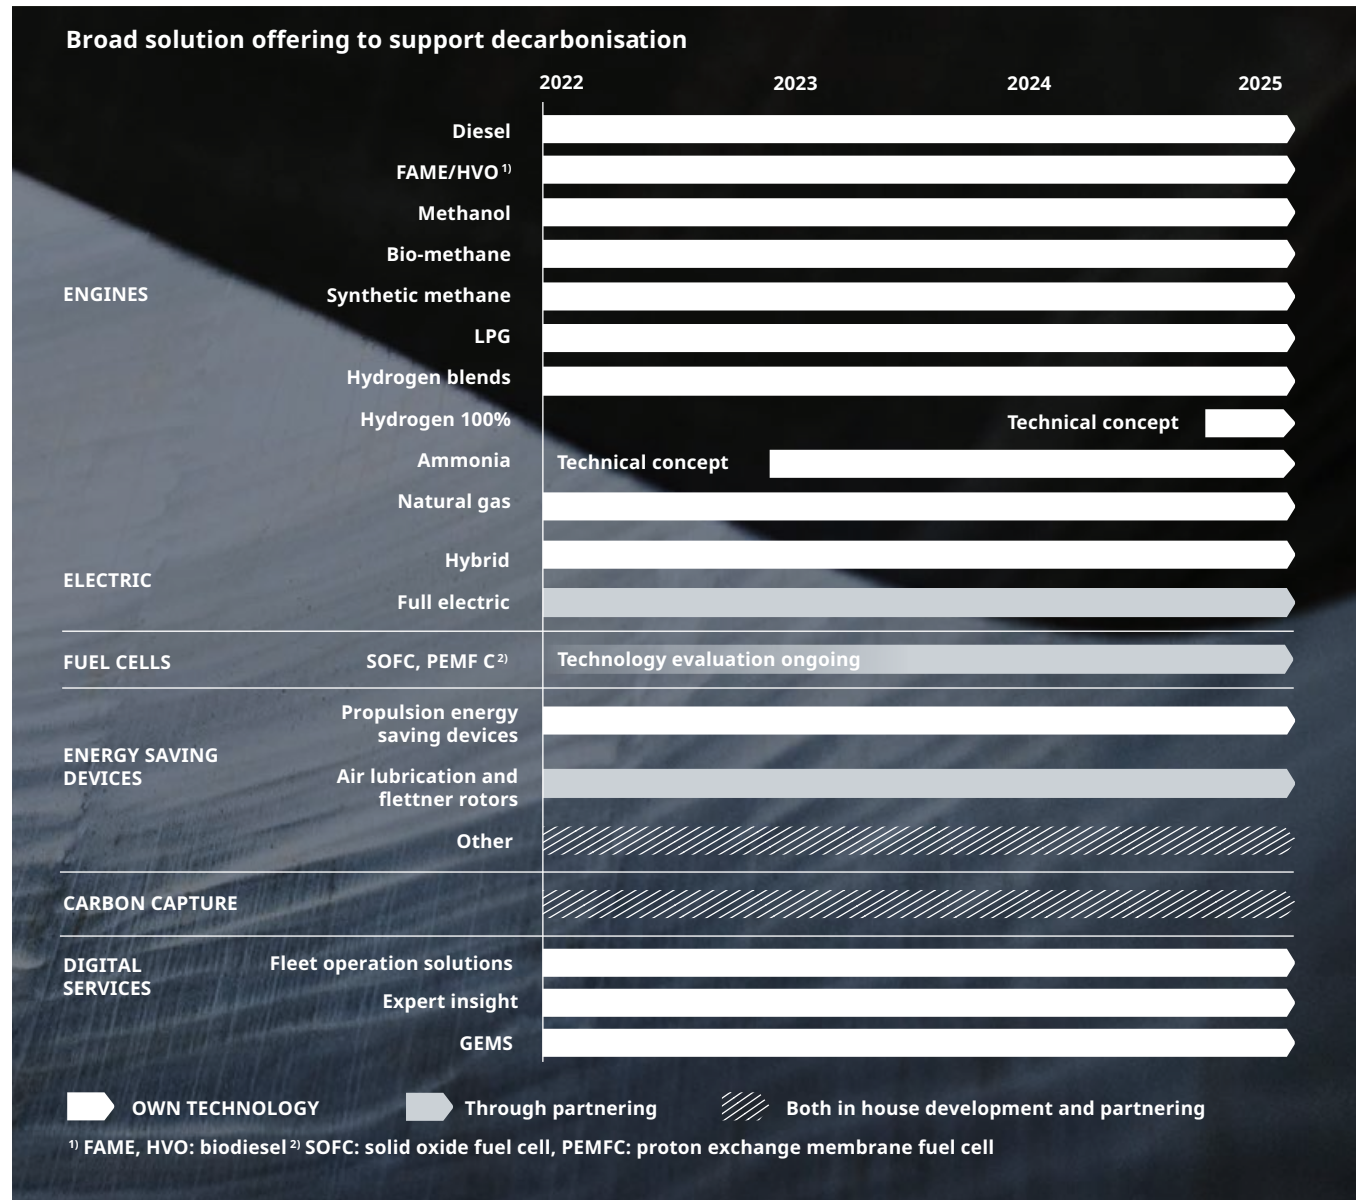 Broad solution offering to support decarbonisation
2022 2023 2024 2025
Diesel
FAME/HVO 1)
Methanol
Bio-methane
ENGINES Synthetic methane
LPG
Hydrogen blends
Hydrogen 100% Technical concept
Ammonia Technical concept
Natural gas
Hybrid
ELECTRIC
Full electric
FUEL CELLS SOFC, PEMF C 2) Technology evaluation ongoing
Propulsion energy
saving devices
ENERGY SAVING
DEVICES
Air lubrication and
flettner rotors
Other
CARBON CAPTURE
DIGITAL
SERVICES
Fleet operation solutions
Expert insight
GEMS
OWN TECHNOLOGY Through partnering Both in house development and partnering
1) FAME, HVO: biodiesel 2) SOFC: solid oxide fuel cell, PEMFC: proton exchange membrane fuel cell